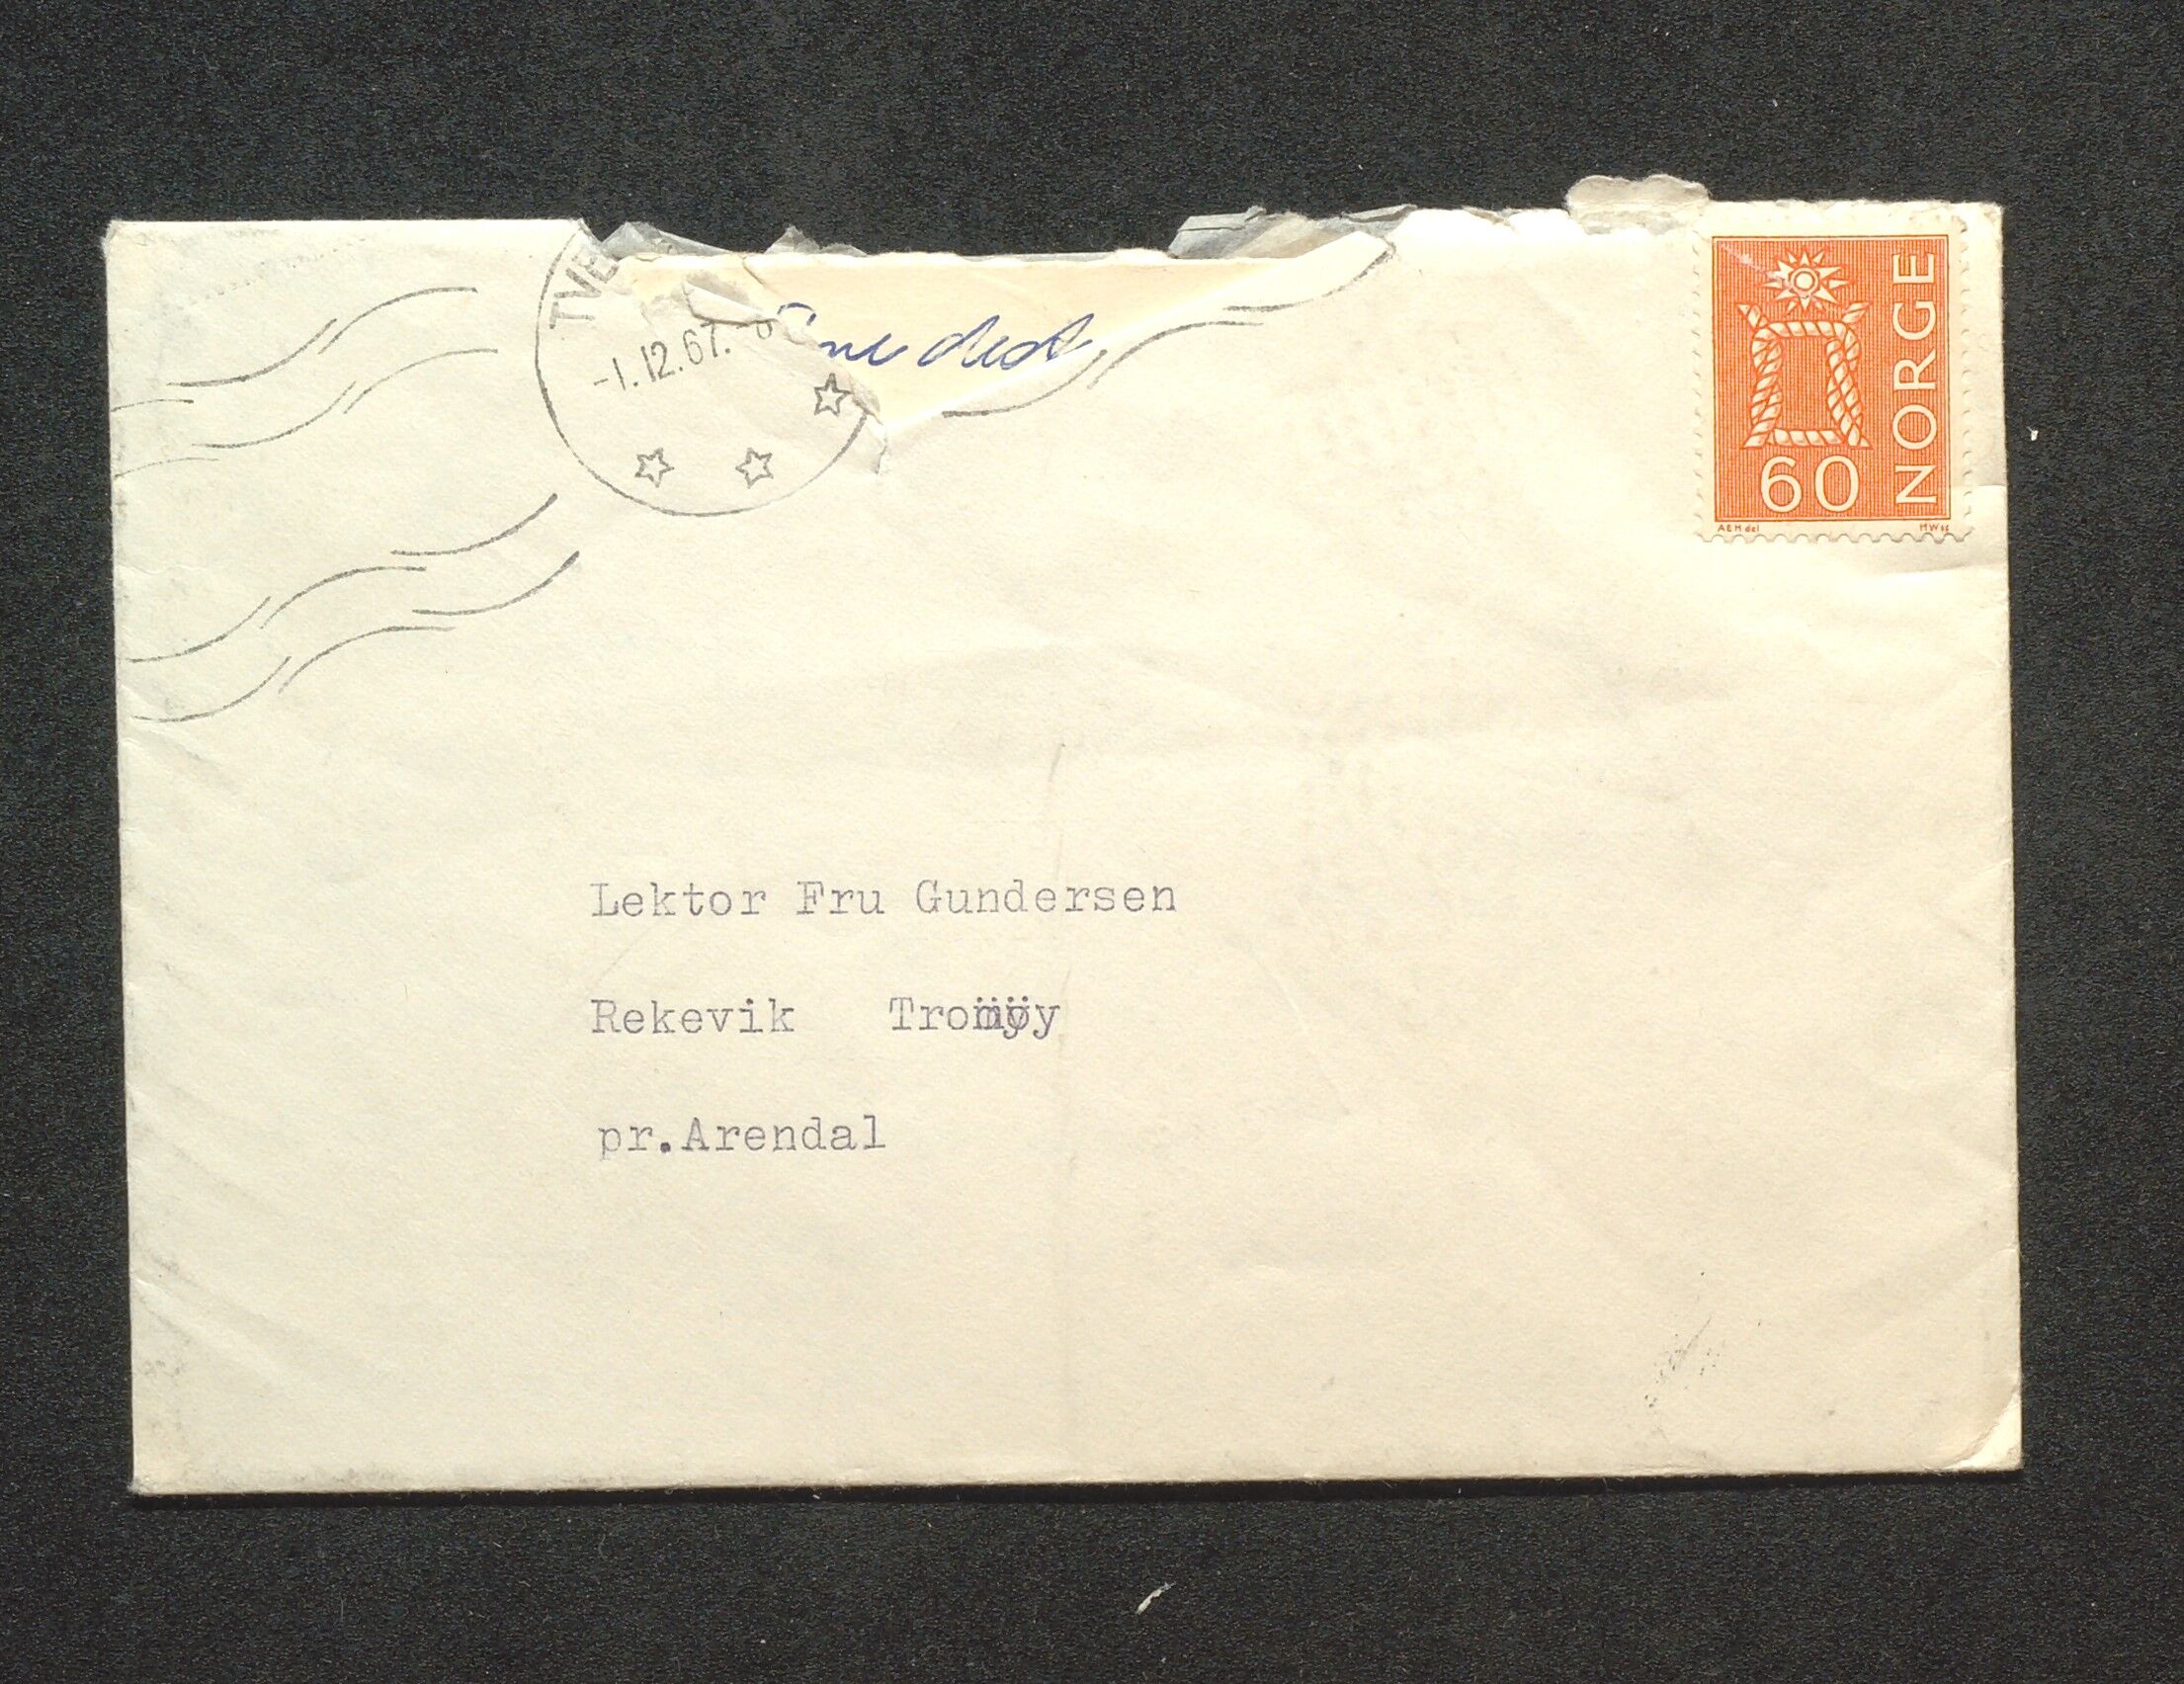 -1.12.67.
NORGE
60
Lektor Fru Gundersen
Rekevik Tromøy
pr.Arendal